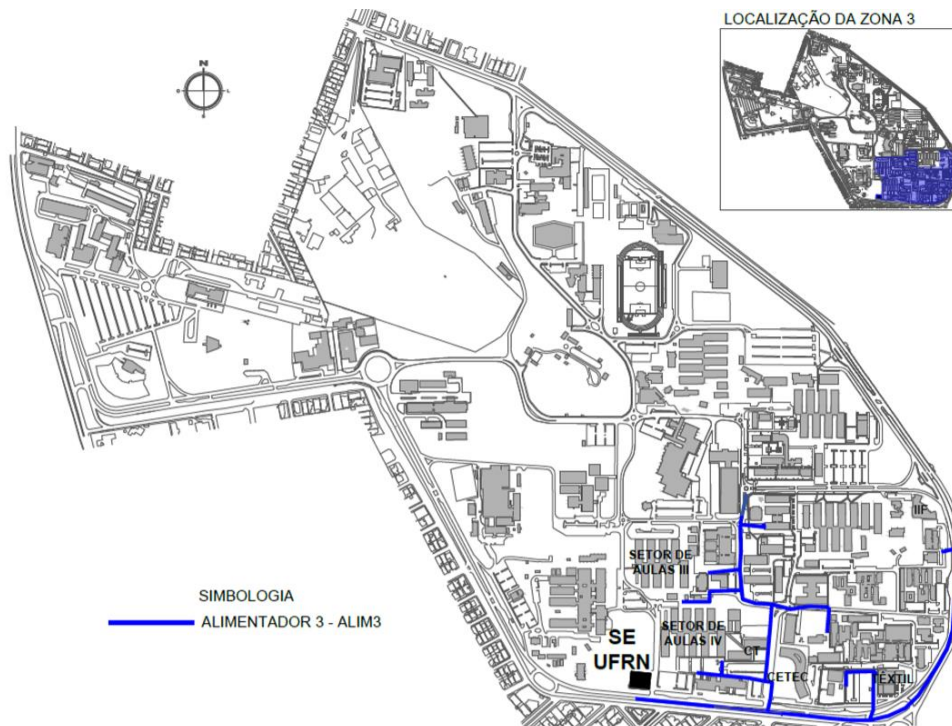 LOCALIZAÇÃO DA ZONA 3
N
IIF
SETOR DE
AULAS III
SIMBOLOGIA
ALIMENTADOR 3 - ALIM3
SETOR DE
AULAS IV
SE
UFRN
CT
CETEC
TÊXTIL